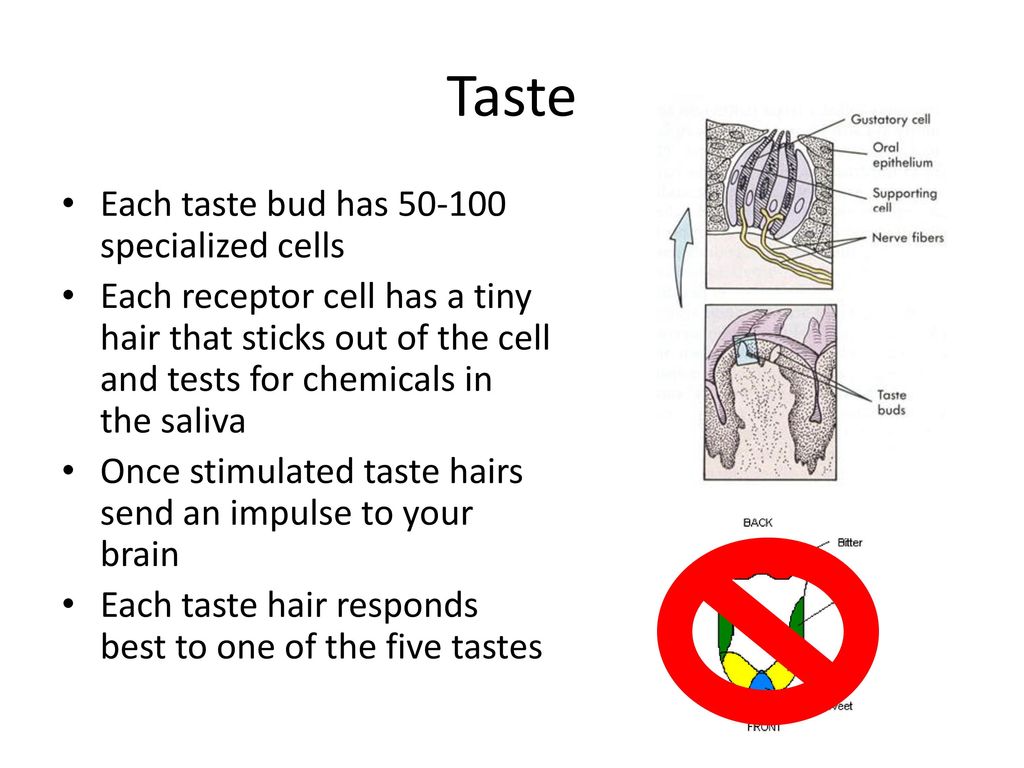 Taste
• Each taste bud has 50-100
specialized cells
• Each receptor cell has a tiny
hair that sticks out of the cell
and tests for chemicals in
the saliva
• Once stimulated taste hairs
send an impulse to your
brain
• Each taste hair responds
best to one of the five tastes
Gustatory cell
Oral
epithelium
Supporting
cell
Nerve fibers
Taste
buds
BACK
Bitter
FRONT